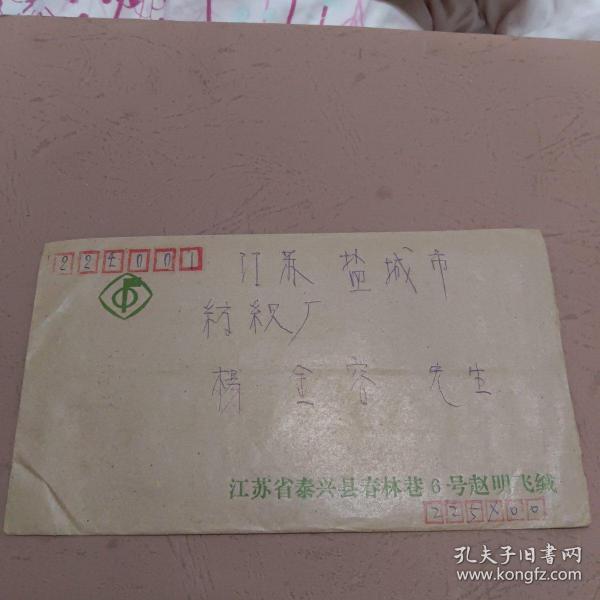 224001
江苏 盐城市
纺织厂
杨 金容 先生
江苏省泰兴县春林巷6号赵明飞缄
225X00
孔夫子旧书网
www.kongfz.com